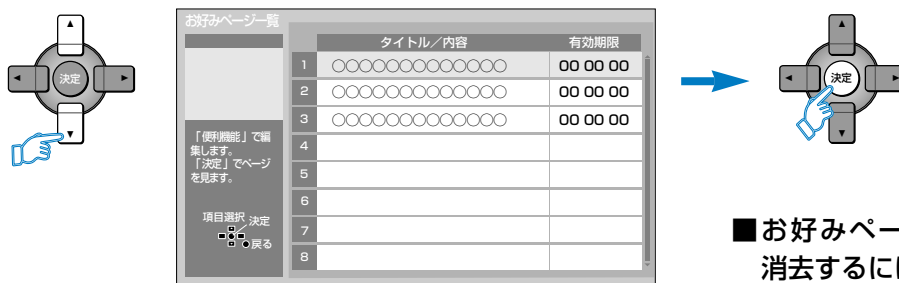 決定
お好みページ一覧
タイトル／内容 有効期限
1 ○○○○○○○○○○○○○ 00 00 00
2 ○○○○○○○○○○○○○ 00 00 00
3 ○○○○○○○○○○○○○ 00 00 00
4
5
6
7
8
「便利機能」で編
集します。
「決定」でページ
を見ます。
項目選択 決定
戻る
決定
■お好みペー
消去するに